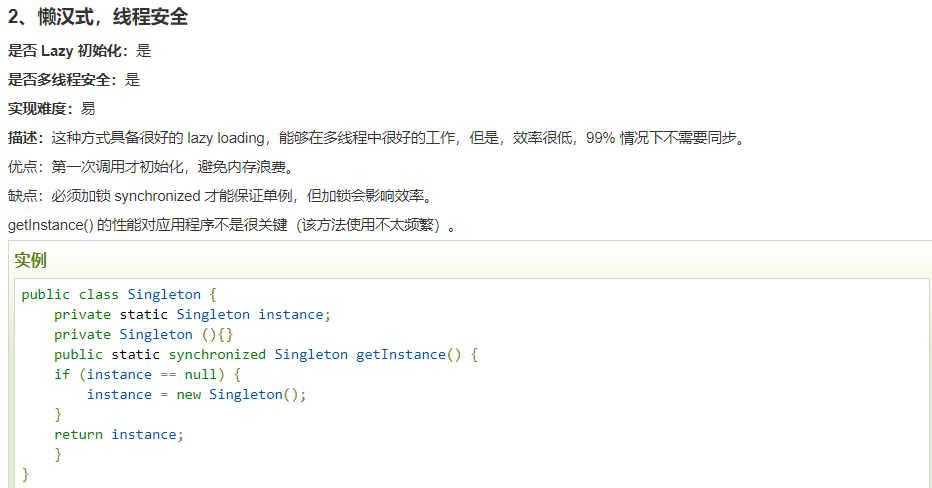 2、懒汉式，线程安全
是否 Lazy 初始化：是
是否多线程安全：是
实现难度：易
描述：这种方式具备很好的 lazy loading，能够在多线程中很好的工作，但是，效率很低，99% 情况下不需要同步。
优点：第一次调用才初始化，避免内存浪费。
缺点：必须加锁 synchronized 才能保证单例，但加锁会影响效率。
getInstance() 的性能对应用程序不是很关键（该方法使用不太频繁）。
实例
public class Singleton {
    private static Singleton instance;
    private Singleton (){}
    public static synchronized Singleton getInstance() {
    if (instance == null) {
        instance = new Singleton();
    }
    return instance;
    }
}